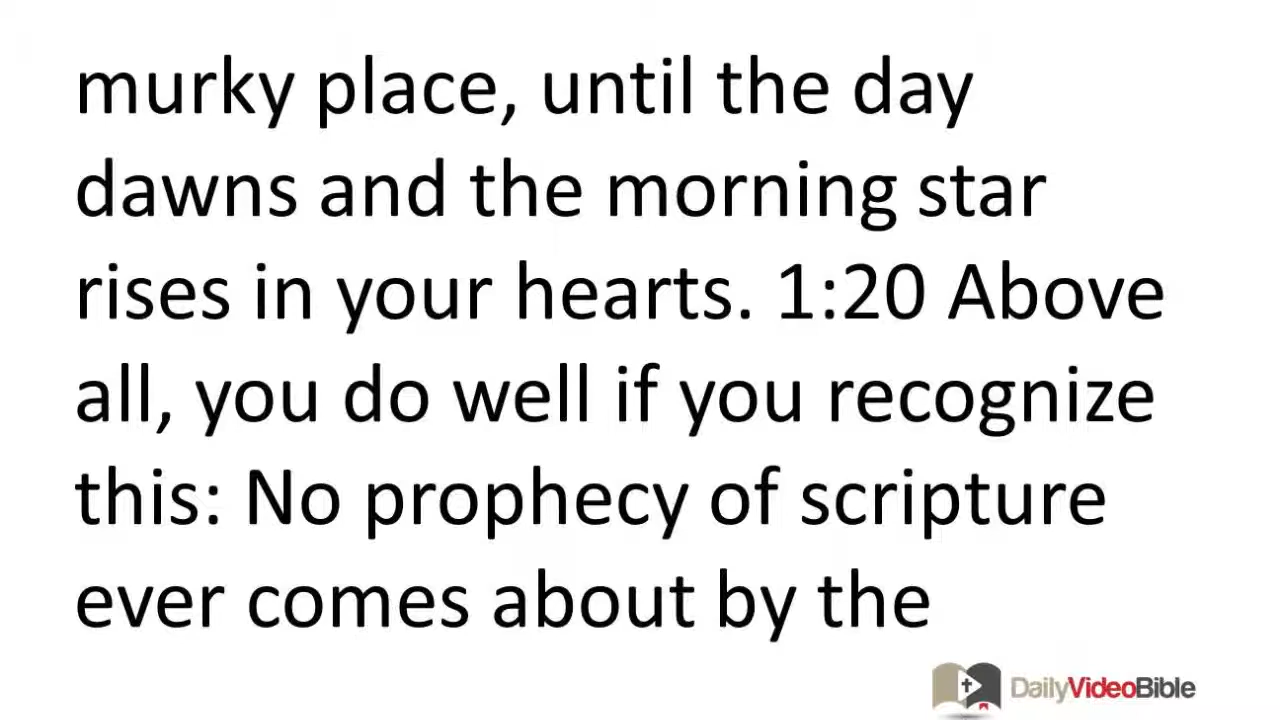 murky place, until the day
dawns and the morning star
rises in your hearts. 1:20 Above
all, you do well if you recognize
this: No prophecy of scripture
ever comes about by the
DailyVideoBible